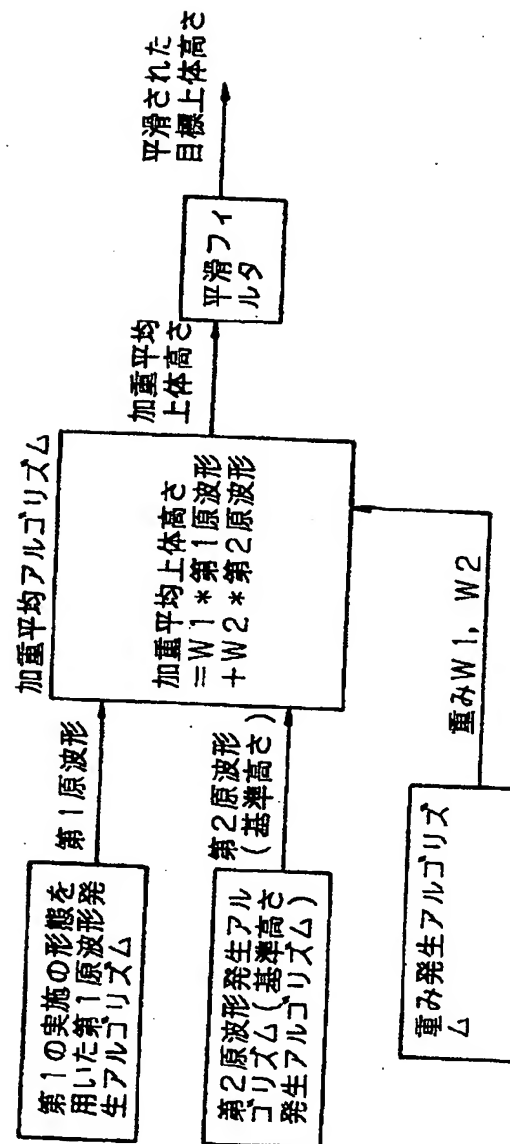 第1の実施の形態を
用いた第1原波形発
生アルゴリズム
第1原波形
第2原波形発生アル
ゴリズム(基準高さ
発生アルゴリズム)
第2原波形
(基準高さ)
重み発生アルゴリズ
ム
重みW1, W2
加重平均アルゴリズム
加重平均上体高さ
=W1*第1原波形
+W2*第2原波形
加重平均
上体高さ
平滑フィ
ルタ
平滑された
目標上体高さ